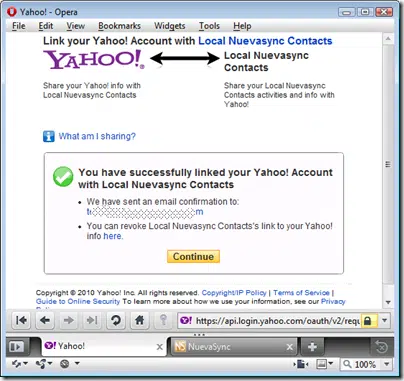 Yahoo! - Opera
File Edit View Bookmarks Widgets Tools Help
Link your Yahoo! Account with Local Nuevasync Contacts
YAHOO!
Local Nuevasync
Contacts
Share your Yahoo! info with
Local Nuevasync Contacts
Share your Local Nuevasync
Contacts activities and info with
Yahoo!
What am I sharing?
You have successfully linked your Yahoo! Account
with Local Nuevasync Contacts
We have sent an email confirmation to:
m
You can revoke Local Nuevasync Contacts's link to your Yahoo!
info here.
Continue
Copyright © 2010 Yahoo! Inc. All rights reserved. Copyright/IP Policy | Terms of Service |
Guide to Online Security To learn more about how we use your information, see our Privacy
https://api.login.yahoo.com/oauth/v2/requ
Yahoo!
NuevaSync
100%